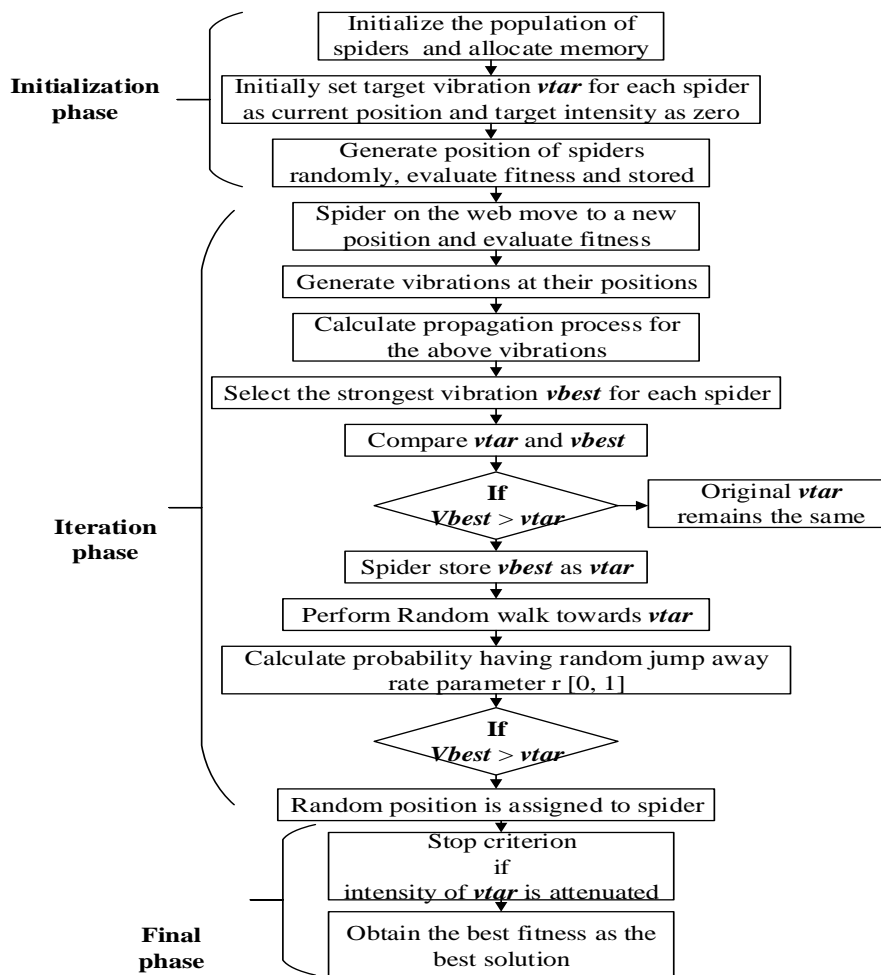 Initialize the population of
spiders and allocate memory
Initialization
phase
Initially set target vibration vtar for each spider
as current position and target intensity as zero
Generate position of spiders
randomly, evaluate fitness and stored
Spider on the web move to a new
position and evaluate fitness
Generate vibrations at their positions
Calculate propagation process for
the above vibrations
Select the strongest vibration vbest for each spider
Compare vtar and vbest
If
Vbest > vtar
Original vtar
remains the same
Iteration
phase
Spider store vbest as vtar
Perform Random walk towards vtar
Calculate probability having random jump away
rate parameter r [0, 1]
If
Vbest > vtar
Random position is assigned to spider
Stop criterion
if
intensity of vtar is attenuated
Final
phase
Obtain the best fitness as the
best solution